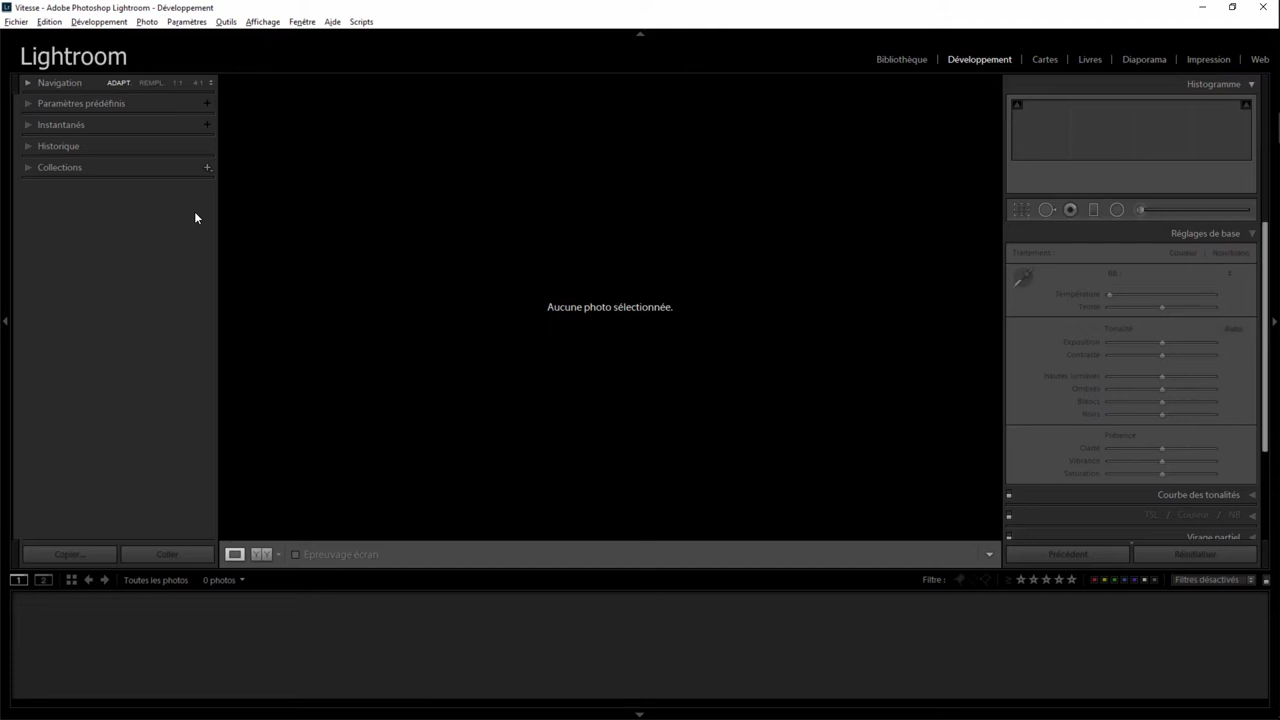 Vitesse - Adobe Photoshop Lightroom - Développement
Fichier Edition Développement Photo Paramètres Outils Affichage Fenêtre Aide Scripts
Lightroom
Bibliothèque | Développement | Cartes | Livres | Diaporama | Impression | Web
Navigation ADAPT. REMPL. 1:1 4:1
Histogramme
Paramètres prédéfinis
Instantanés
Historique
Collections
Réglages de base
Traitement : Couleur | Noir&blanc
BB :
Température
Teinte
Aucune photo sélectionnée.
Tonalité Auto
Exposition
Contraste
Hautes lumières
Ombres
Blancs
Noirs
Présence
Clarté
Vibrance
Saturation
Courbe des tonalités
TSL / Couleur / NB
Virage partiel
Copier... Coller
Y Y
Epreuvage écran
Précédent Réinitialiser
1 2 Toutes les photos 0 photos
Filtre : Filtres désactivés